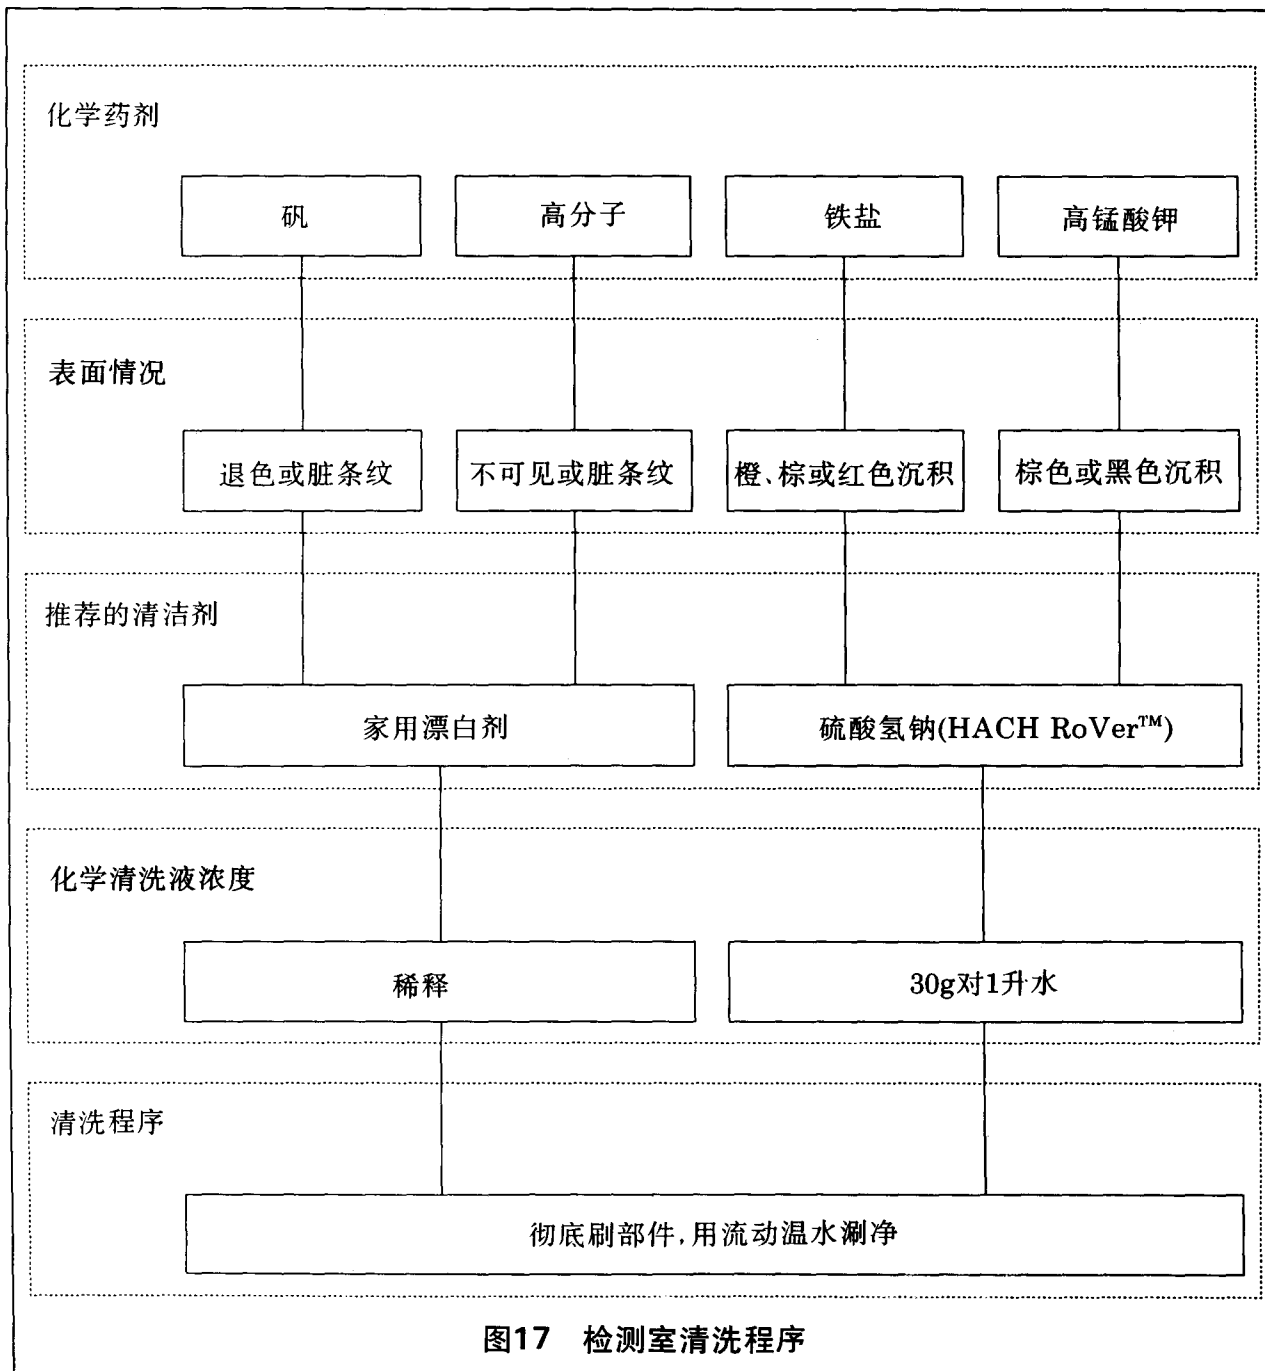 化学药剂
矾
高分子
铁盐
高锰酸钾
表面情况
退色或脏条纹
不可见或脏条纹
橙、棕或红色沉积
棕色或黑色沉积
推荐的清洁剂
家用漂白剂
硫酸氢钠(HACH RoVer™)
化学清洗液浓度
稀释
30g对1升水
清洗程序
彻底刷部件,用流动温水涮净
图17 检测室清洗程序